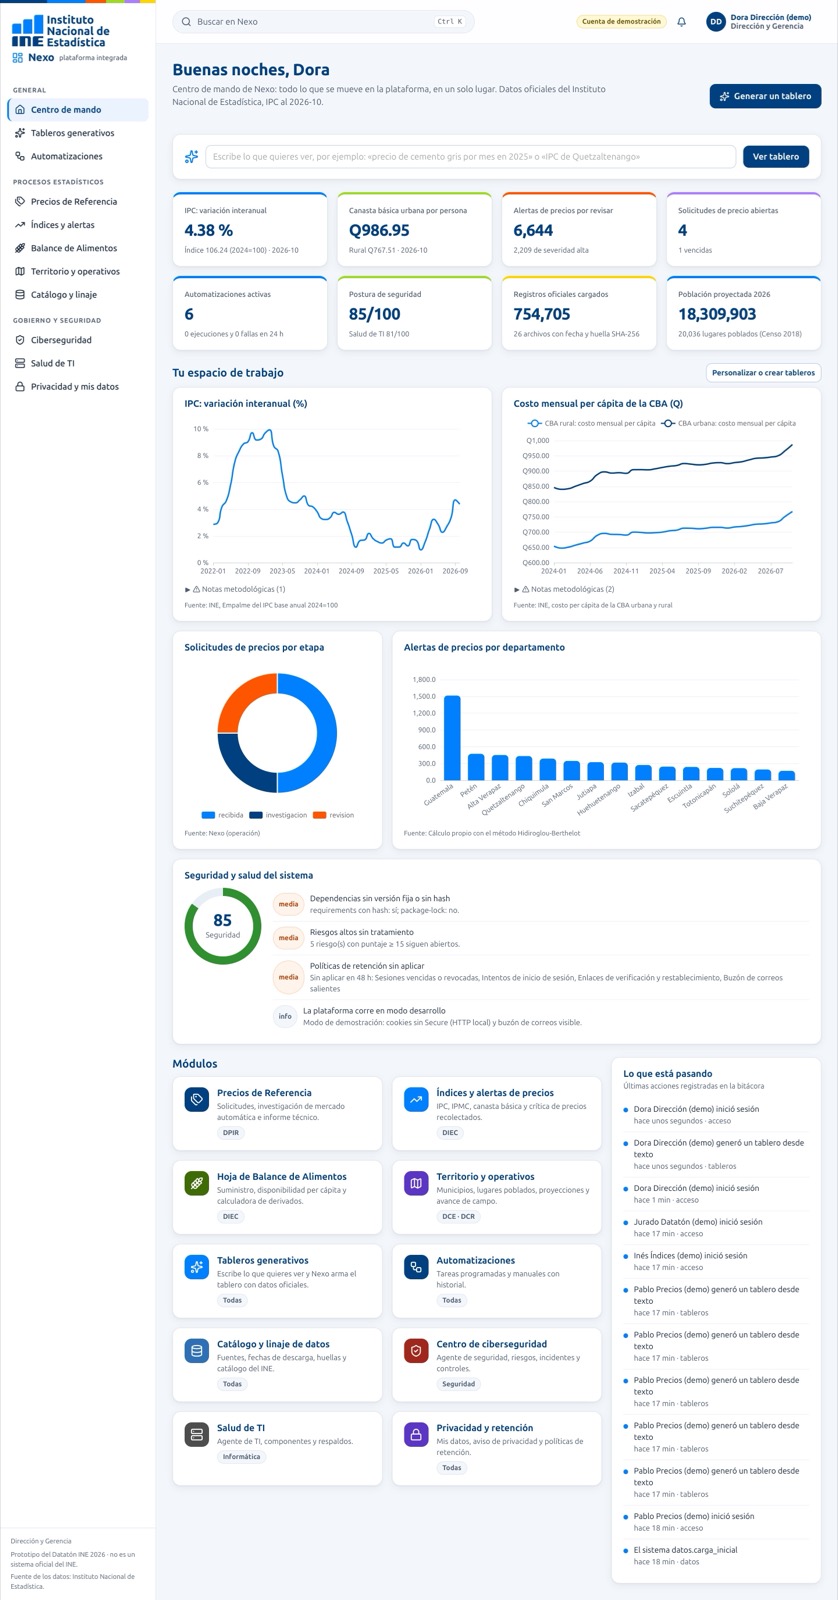 Instituto
Nacional de
INE Estadística
Nexo plataforma integrada
GENERAL
Centro de mando
Tableros generativos
Automatizaciones
PROCESOS ESTADÍSTICOS
Precios de Referencia
Índices y alertas
Balance de Alimentos
Territorio y operativos
Catálogo y linaje
GOBIERNO Y SEGURIDAD
Ciberseguridad
Salud de TI
Privacidad y mis datos
Dirección y Gerencia
Prototipo del Datatón INE 2026 · no es un
sistema oficial del INE.
Fuente de los datos: Instituto Nacional de
Estadística.
Buscar en Nexo
Ctrl K
Cuenta de demostración
DD
Dora Dirección (demo)
Dirección y Gerencia
Buenas noches, Dora
Centro de mando de Nexo: todo lo que se mueve en la plataforma, en un solo lugar. Datos oficiales del Instituto
Nacional de Estadística, IPC al 2026-10.
Generar un tablero
Escribe lo que quieres ver, por ejemplo: «precio de cemento gris por mes en 2025» o «IPC de Quetzaltenango»
Ver tablero
IPC: variación interanual
4.38 %
Índice 106.24 (2024=100) · 2026-10
Canasta básica urbana por persona
Q986.95
Rural Q767.51 · 2026-10
Alertas de precios por revisar
6,644
2,209 de severidad alta
Solicitudes de precio abiertas
4
1 vencidas
Automatizaciones activas
6
0 ejecuciones y 0 fallas en 24 h
Postura de seguridad
85/100
Salud de TI 81/100
Registros oficiales cargados
754,705
26 archivos con fecha y huella SHA-256
Población proyectada 2026
18,309,903
20,036 lugares poblados (Censo 2018)
Tu espacio de trabajo
Personalizar o crear tableros
IPC: variación interanual (%)
10 %
8 %
6 %
4 %
2 %
0 %
2022-01 2022-09 2023-05 2024-01 2024-09 2025-05 2026-01 2026-09
Notas metodológicas (1)
Fuente: INE, Empalme del IPC base anual 2024=100
Costo mensual per cápita de la CBA (Q)
CBA rural: costo mensual per cápita CBA urbana: costo mensual per cápita
Q1,000
Q950.00
Q900.00
Q850.00
Q800.00
Q750.00
Q700.00
Q650.00
Q600.00
2024-01 2024-06 2024-11 2025-04 2025-09 2026-02 2026-07
Notas metodológicas (2)
Fuente: INE, costo per cápita de la CBA urbana y rural
Solicitudes de precios por etapa
recibida investigacion revision
Fuente: Nexo (operación)
Alertas de precios por departamento
1,800.0
1,500.0
1,200.0
900.0
600.0
300.0
0.0
Guatemala Petén Alta Verapaz Quetzaltenango Chiquimula San Marcos Jutiapa Huehuetenango Izabal Sacatepéquez Escuintla Totonicapán Sololá Suchitepéquez Baja Verapaz
Fuente: Cálculo propio con el método Hidiroglou-Berthelot
Seguridad y salud del sistema
85
Seguridad
media
Dependencias sin versión fija o sin hash
requirements con hash: sí; package-lock: no.
media
Riesgos altos sin tratamiento
5 riesgo(s) con puntaje ≥ 15 siguen abiertos.
media
Políticas de retención sin aplicar
Sin aplicar en 48 h: Sesiones vencidas o revocadas, Intentos de inicio de sesión, Enlaces de verificación y restablecimiento, Buzón de correos
salientes
info
La plataforma corre en modo desarrollo
Modo de demostración: cookies sin Secure (HTTP local) y buzón de correos visible.
Módulos
Precios de Referencia
Solicitudes, investigación de mercado
automática e informe técnico.
DPIR
Índices y alertas de precios
IPC, IPMC, canasta básica y crítica de precios
recolectados.
DIEC
Hoja de Balance de Alimentos
Suministro, disponibilidad per cápita y
calculadora de derivados.
DIEC
Territorio y operativos
Municipios, lugares poblados, proyecciones y
avance de campo.
DCE · DCR
Tableros generativos
Escribe lo que quieres ver y Nexo arma el
tablero con datos oficiales.
Todas
Automatizaciones
Tareas programadas y manuales con
historial.
Todas
Catálogo y linaje de datos
Fuentes, fechas de descarga, huellas y
catálogo del INE.
Todas
Centro de ciberseguridad
Agente de seguridad, riesgos, incidentes y
controles.
Seguridad
Salud de TI
Agente de TI, componentes y respaldos.
Informática
Privacidad y retención
Mis datos, aviso de privacidad y políticas de
retención.
Todas
Lo que está pasando
Últimas acciones registradas en la bitácora
Dora Dirección (demo) inició sesión
hace unos segundos · acceso
Dora Dirección (demo) generó un tablero desde
texto
hace unos segundos · tableros
Dora Dirección (demo) inició sesión
hace 1 min · acceso
Jurado Datatón (demo) inició sesión
hace 17 min · acceso
Inés Índices (demo) inició sesión
hace 17 min · acceso
Pablo Precios (demo) generó un tablero desde
texto
hace 17 min · tableros
Pablo Precios (demo) generó un tablero desde
texto
hace 17 min · tableros
Pablo Precios (demo) generó un tablero desde
texto
hace 17 min · tableros
Pablo Precios (demo) generó un tablero desde
texto
hace 17 min · tableros
Pablo Precios (demo) generó un tablero desde
texto
hace 17 min · tableros
Pablo Precios (demo) inició sesión
hace 18 min · acceso
El sistema datos.carga_inicial
hace 18 min · datos